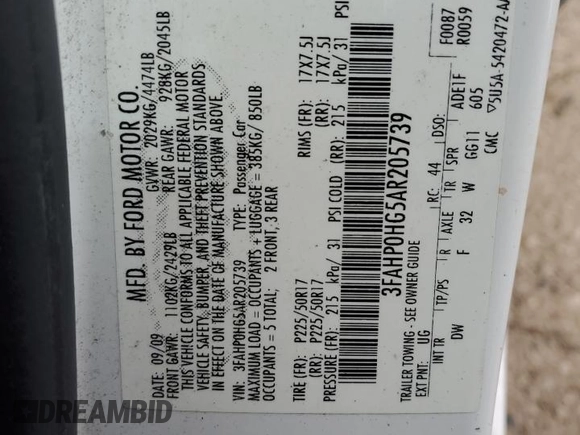 MFD. BY FORD MOTOR CO.
DATE: 09/09 GVWR: 2029KG/4474LB
FRONT GAWR: 1102KG/2429LB REAR GAWR: 928KG/2045LB
THIS VEHICLE CONFORMS TO ALL APPLICABLE FEDERAL MOTOR
VEHICLE SAFETY, BUMPER, AND THEFT PREVENTION STANDARDS
IN EFFECT ON THE DATE OF MANUFACTURE SHOWN ABOVE
VIN: 3FAHP0HG5AR205739 TYPE: Passenger Car
MAXIMUM LOAD = OCCUPANTS + LUGGAGE = 385KG/ 850LB
OCCUPANTS = 5 TOTAL; 2 FRONT, 3 REAR
TIRE (FR): P225/50R17 RIMS (FR): 17X7.5J
(RR): P225/50R17 (RR): 17X7.5J
PRESSURE (FR): 215 kPa/ 31 PSI COLD (RR): 215 kPa/ 31 PSI
3FAHP0HG5AR205739
F0087
R0059
TRAILER TOWING - SEE OWNER GUIDE
EXT PNT: UG RC: 44 DSO:
INT TR TP/PS R AXLE TR SPR ADE1F
DW F 32 W GG11 605
CMC
5U5A-5420472-A
DREAMBID